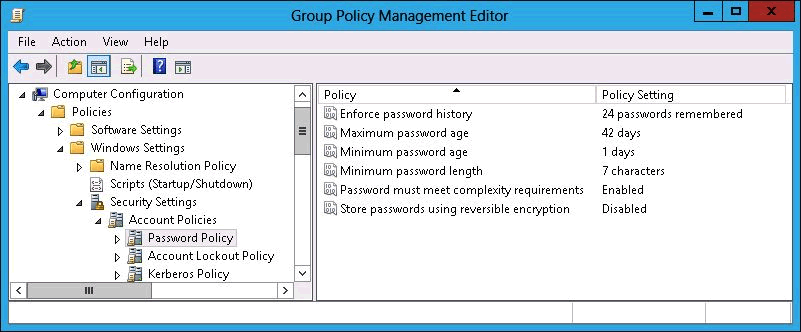 Group Policy Management Editor
File Action View Help
Computer Configuration
Policies
Software Settings
Windows Settings
Name Resolution Policy
Scripts (Startup/Shutdown)
Security Settings
Account Policies
Password Policy
Account Lockout Policy
Kerberos Policy
Policy Policy Setting
Enforce password history 24 passwords remembered
Maximum password age 42 days
Minimum password age 1 days
Minimum password length 7 characters
Password must meet complexity requirements Enabled
Store passwords using reversible encryption Disabled